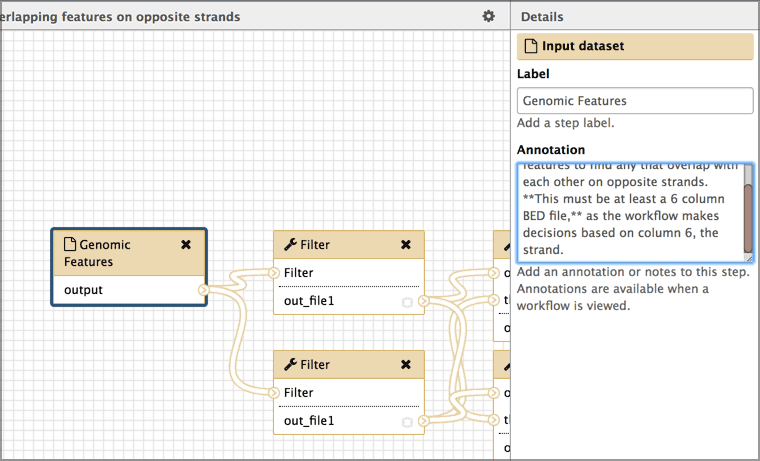 erlapping features on opposite strands
Details
Input dataset
Label
Genomic Features
Add a step label.
Annotation
features to find any that overlap with
each other on opposite strands.
**This must be at least a 6 column
BED file,** as the workflow makes
decisions based on column 6, the
strand.
Add an annotation or notes to this step.
Annotations are available when a
workflow is viewed.
Genomic
Features
output
Filter
Filter
out_file1
Filter
Filter
out_file1